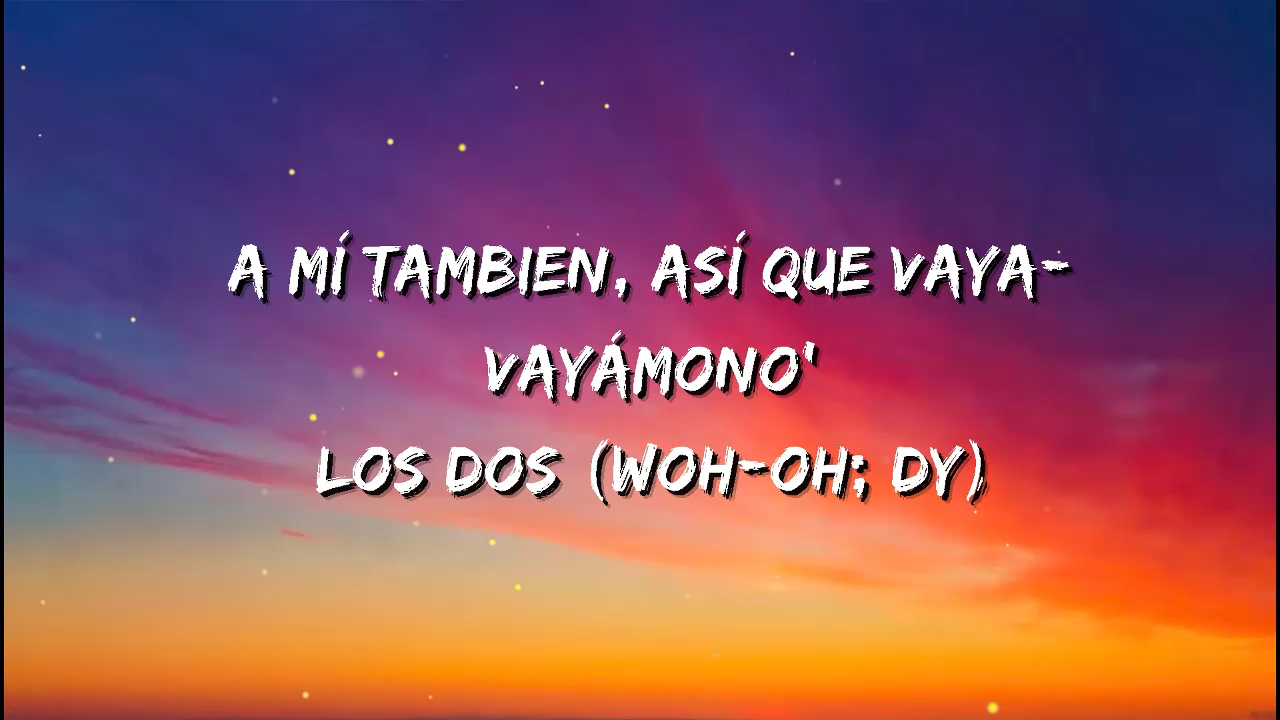 A MÍ TAMBIEN, ASÍ QUE VAYA-
VAYÁMONO'
LOS DOS (WOH-OH; DY)